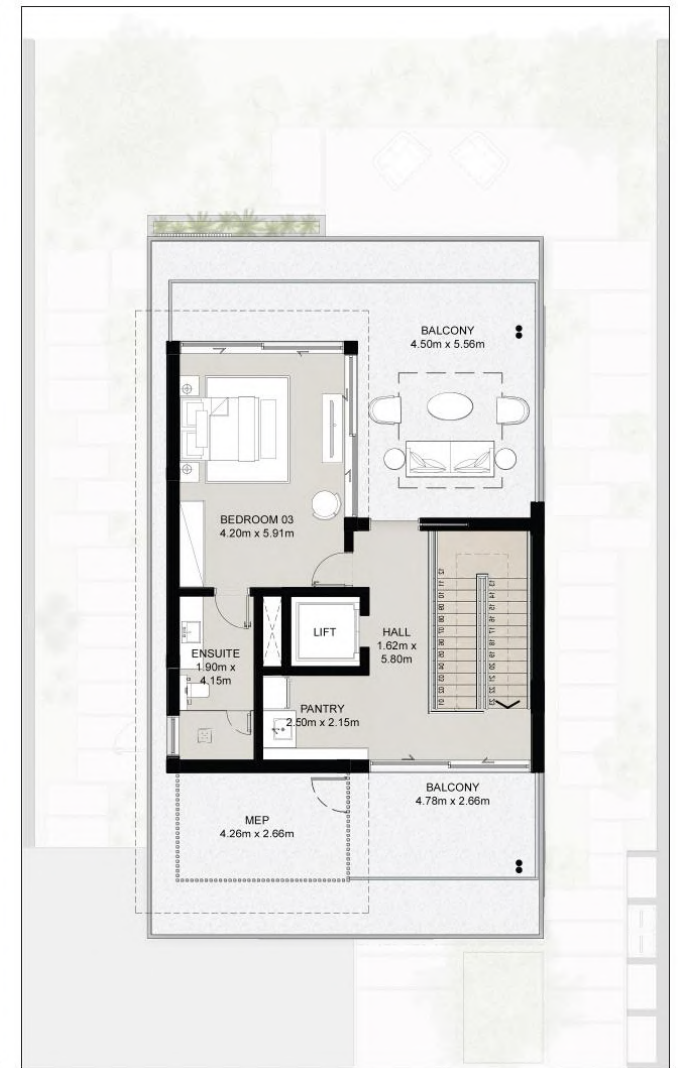 BALCONY
4.50m x 5.56m
BEDROOM 03
4.20m x 5.91m
LIFT
HALL
1.62m x
5.80m
ENSUITE
1.90m x
4.15m
PANTRY
2.50m x 2.15m
BALCONY
4.78m x 2.66m
MEP
4.26m x 2.66m